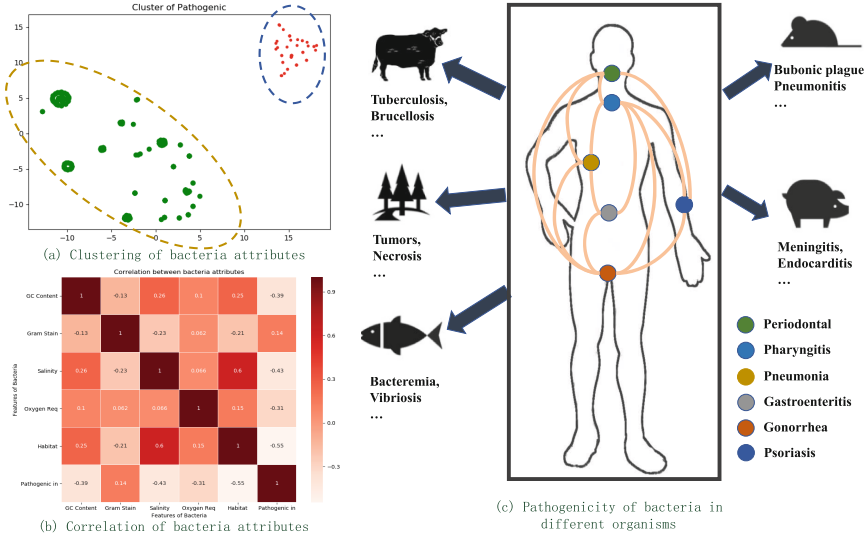 Cluster of Pathogenic
15
10
5
0
−5
−10
−10
−5
0
5
10
15
(a) Clustering of bacteria attributes
Correlation between bacteria attributes
Features of Bacteria
GC Content
1
-0.13
0.26
0.1
0.25
-0.39
Gram Stain
-0.13
1
-0.23
0.062
-0.21
0.14
Salinity
0.26
-0.23
1
0.066
0.6
-0.43
Oxygen Req
0.1
0.062
0.066
1
0.15
-0.31
Habitat
0.25
-0.21
0.6
0.15
1
-0.55
Pathogenic in
-0.39
0.14
-0.43
-0.31
-0.55
1
GC Content
Gram Stain
Salinity
Oxygen Req
Habitat
Pathogenic in
Features of Bacteria
0.9
0.6
0.3
0.0
−0.3
(b) Correlation of bacteria attributes
Tuberculosis,
Brucellosis
...
Tumors,
Necrosis
...
Bacteremia,
Vibriosis
...
Bubonic plague
Pneumonitis
...
Meningitis,
Endocarditis
...
Periodontal
Pharyngitis
Pneumonia
Gastroenteritis
Gonorrhea
Psoriasis
(c) Pathogenicity of bacteria in
different organisms